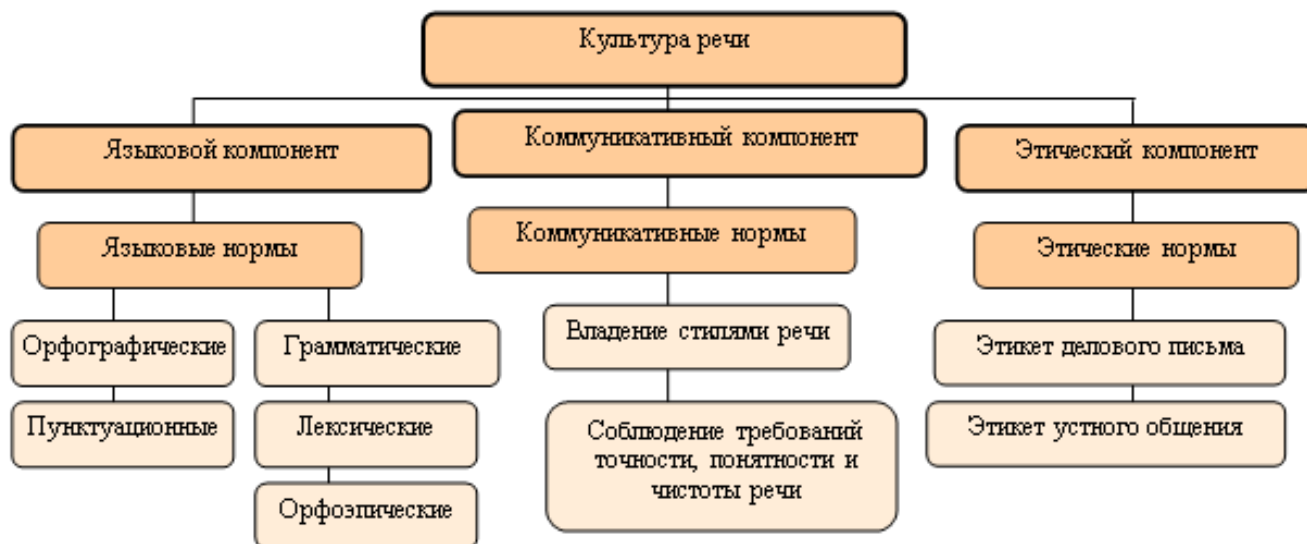 Культура речи
Языковой компонент
Коммуникативный компонент
Этический компонент
Языковые нормы
Коммуникативные нормы
Этические нормы
Орфографические
Грамматические
Владение стилями речи
Этикет делового письма
Пунктуационные
Лексические
Соблюдение требований
точности, понятности и
чистоты речи
Этикет устного общения
Орфоэпические